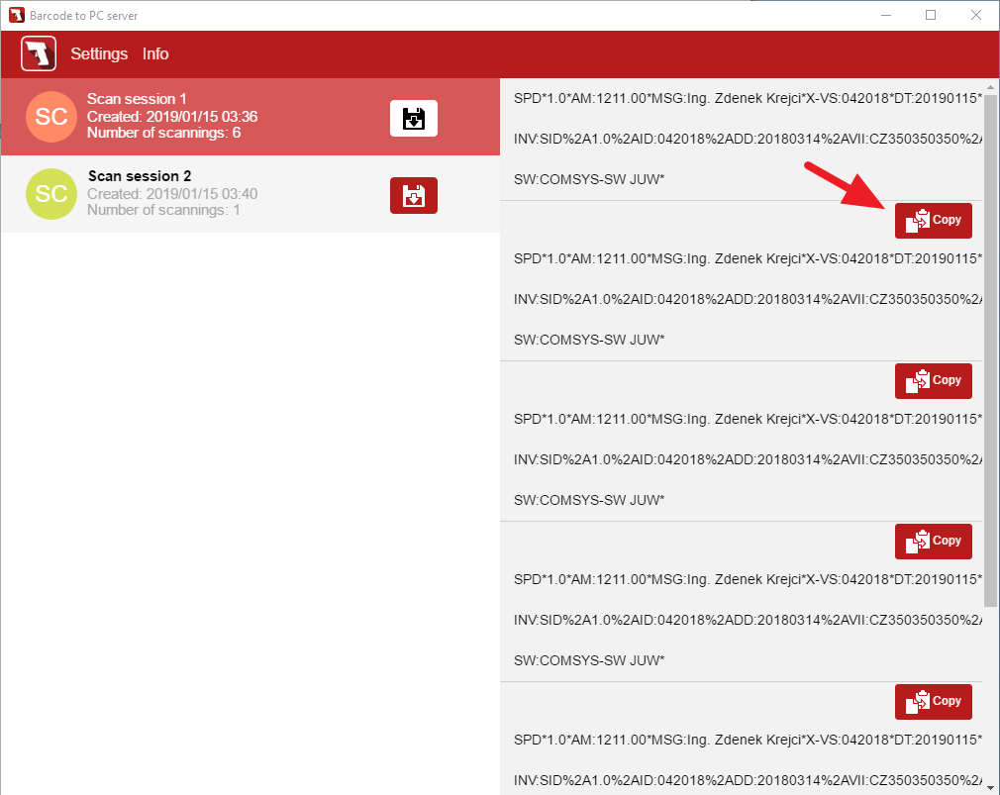 Barcode to PC server
Settings Info
SC
Scan session 1
Created: 2019/01/15 03:36
Number of scannings: 6
SC
Scan session 2
Created: 2019/01/15 03:40
Number of scannings: 1
SPD*1.0*AM:1211.00*MSG:Ing. Zdenek Krejci*X-VS:042018*DT:20190115*
INV:SID%2A1.0%2AID:042018%2ADD:20180314%2AVII:CZ350350350%2A
SW:COMSYS-SW JUW*
Copy
SPD*1.0*AM:1211.00*MSG:Ing. Zdenek Krejci*X-VS:042018*DT:20190115*
INV:SID%2A1.0%2AID:042018%2ADD:20180314%2AVII:CZ350350350%2A
SW:COMSYS-SW JUW*
Copy
SPD*1.0*AM:1211.00*MSG:Ing. Zdenek Krejci*X-VS:042018*DT:20190115*
INV:SID%2A1.0%2AID:042018%2ADD:20180314%2AVII:CZ350350350%2A
SW:COMSYS-SW JUW*
Copy
SPD*1.0*AM:1211.00*MSG:Ing. Zdenek Krejci*X-VS:042018*DT:20190115*
INV:SID%2A1.0%2AID:042018%2ADD:20180314%2AVII:CZ350350350%2A
SW:COMSYS-SW JUW*
Copy
SPD*1.0*AM:1211.00*MSG:Ing. Zdenek Krejci*X-VS:042018*DT:20190115*
INV:SID%2A1.0%2AID:042018%2ADD:20180314%2AVII:CZ350350350%2A